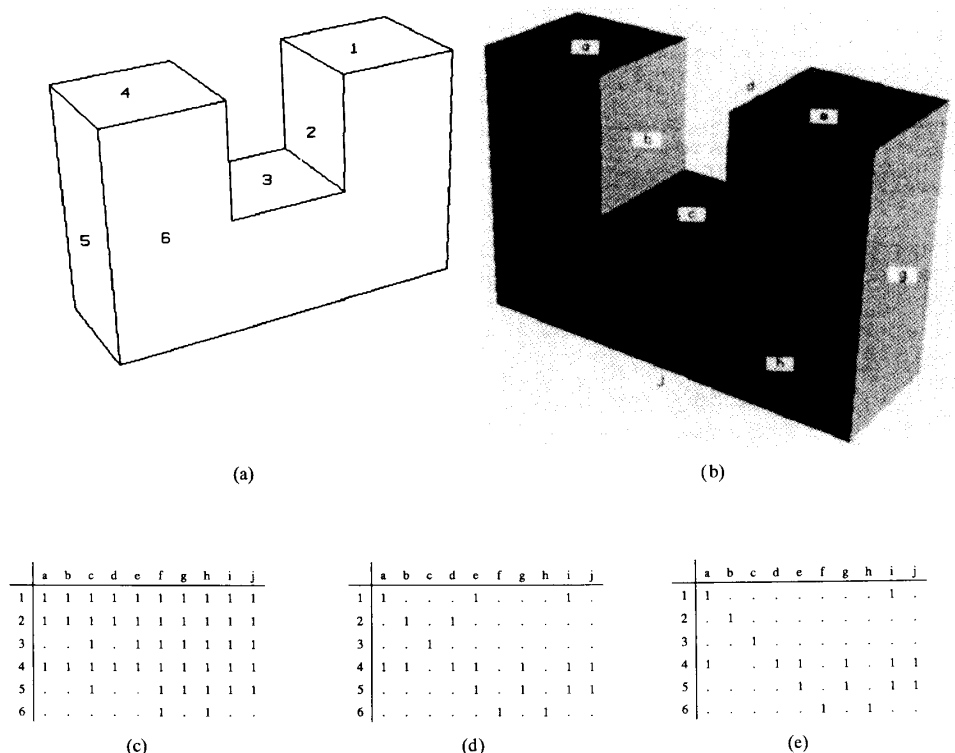 1
4
2
3
5
6
a
d
e
b
c
g
h
j
(a)
(b)
a b c d e f g h i j
1 1 1 1 1 1 1 1 1 1 1
2 1 1 1 1 1 1 1 1 1 1
3 . . 1 . 1 1 1 1 1 1
4 1 1 1 1 1 1 1 1 1 1
5 . . 1 . . 1 1 1 1 1
6 . . . . . 1 . 1 . .
(c)
a b c d e f g h i j
1 1 . . . 1 . . . 1 .
2 . 1 . 1 . . . . . .
3 . . 1 . . . . . . .
4 1 1 . 1 1 . 1 . 1 1
5 . . . . 1 . 1 . 1 1
6 . . . . . 1 . 1 . .
(d)
a b c d e f g h i j
1 1 . . . . . . . 1 .
2 . 1 . . . . . . . .
3 . . 1 . . . . . . .
4 1 . . 1 1 . 1 . 1 1
5 . . . . 1 . 1 . 1 1
6 . . . . . 1 . 1 . .
(e)